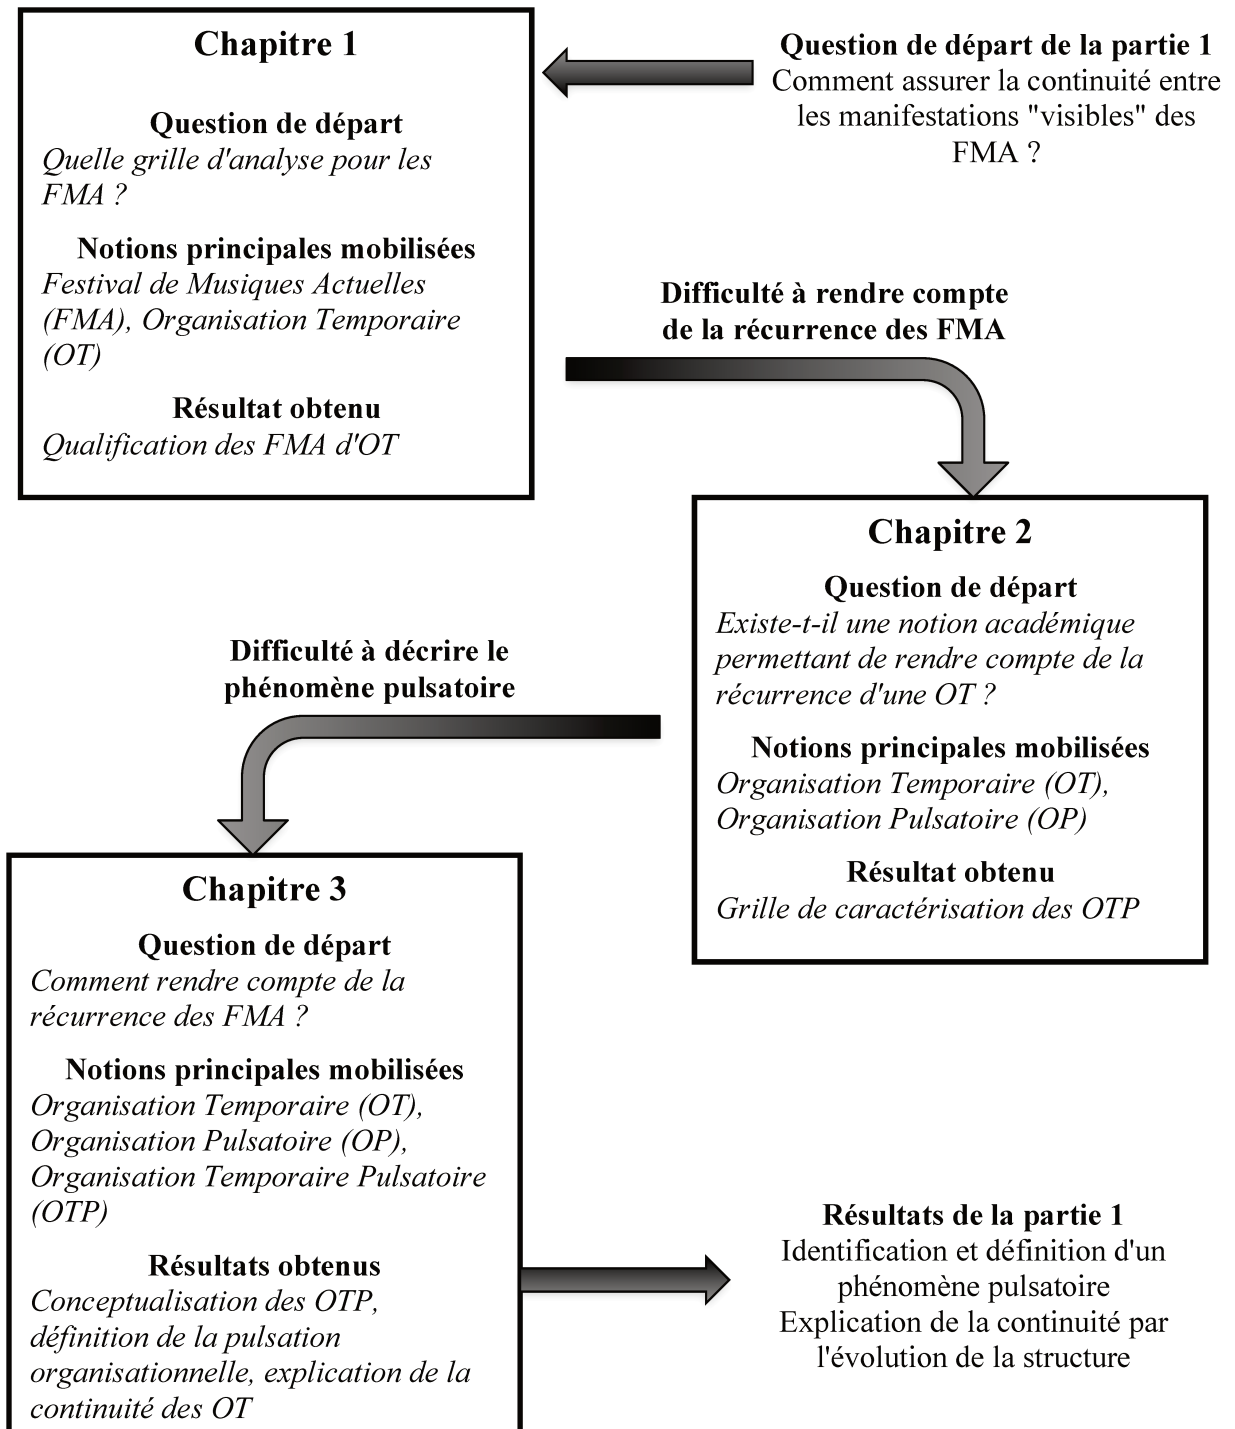 Chapitre 1
Question de départ
Quelle grille d'analyse pour les
FMA ?
Notions principales mobilisées
Festival de Musiques Actuelles
(FMA), Organisation Temporaire
(OT)
Résultat obtenu
Qualification des FMA d'OT
Question de départ de la partie 1
Comment assurer la continuité entre
les manifestations "visibles" des
FMA ?
Difficulté à rendre compte
de la récurrence des FMA
Chapitre 2
Question de départ
Existe-t-il une notion académique
permettant de rendre compte de la
récurrence d'une OT ?
Notions principales mobilisées
Organisation Temporaire (OT),
Organisation Pulsatoire (OP)
Résultat obtenu
Grille de caractérisation des OTP
Difficulté à décrire le
phénomène pulsatoire
Chapitre 3
Question de départ
Comment rendre compte de la
récurrence des FMA ?
Notions principales mobilisées
Organisation Temporaire (OT),
Organisation Pulsatoire (OP),
Organisation Temporaire Pulsatoire
(OTP)
Résultats obtenus
Conceptualisation des OTP,
définition de la pulsation
organisationnelle, explication de la
continuité des OT
Résultats de la partie 1
Identification et définition d'un
phénomène pulsatoire
Explication de la continuité par
l'évolution de la structure